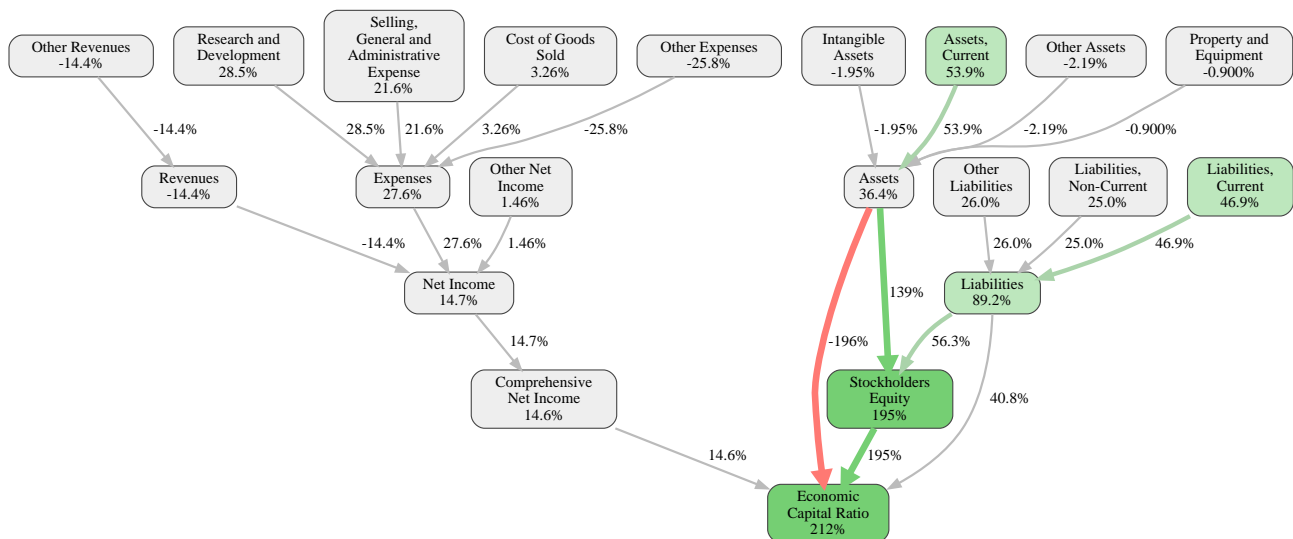 Other Revenues
-14.4%
Research and
Development
28.5%
Selling,
General and
Administrative
Expense
21.6%
Cost of Goods
Sold
3.26%
Other Expenses
-25.8%
Intangible
Assets
-1.95%
Assets,
Current
53.9%
Other Assets
-2.19%
Property and
Equipment
-0.900%
-14.4%
28.5%
21.6%
3.26%
-25.8%
-1.95%
53.9%
-2.19%
-0.900%
Revenues
-14.4%
Expenses
27.6%
Other Net
Income
1.46%
Assets
36.4%
Other
Liabilities
26.0%
Liabilities,
Non-Current
25.0%
Liabilities,
Current
46.9%
-14.4%
27.6%
1.46%
26.0%
25.0%
46.9%
Net Income
14.7%
139%
Liabilities
89.2%
14.7%
-196%
56.3%
Comprehensive
Net Income
14.6%
Stockholders
Equity
195%
40.8%
14.6%
195%
Economic
Capital Ratio
212%